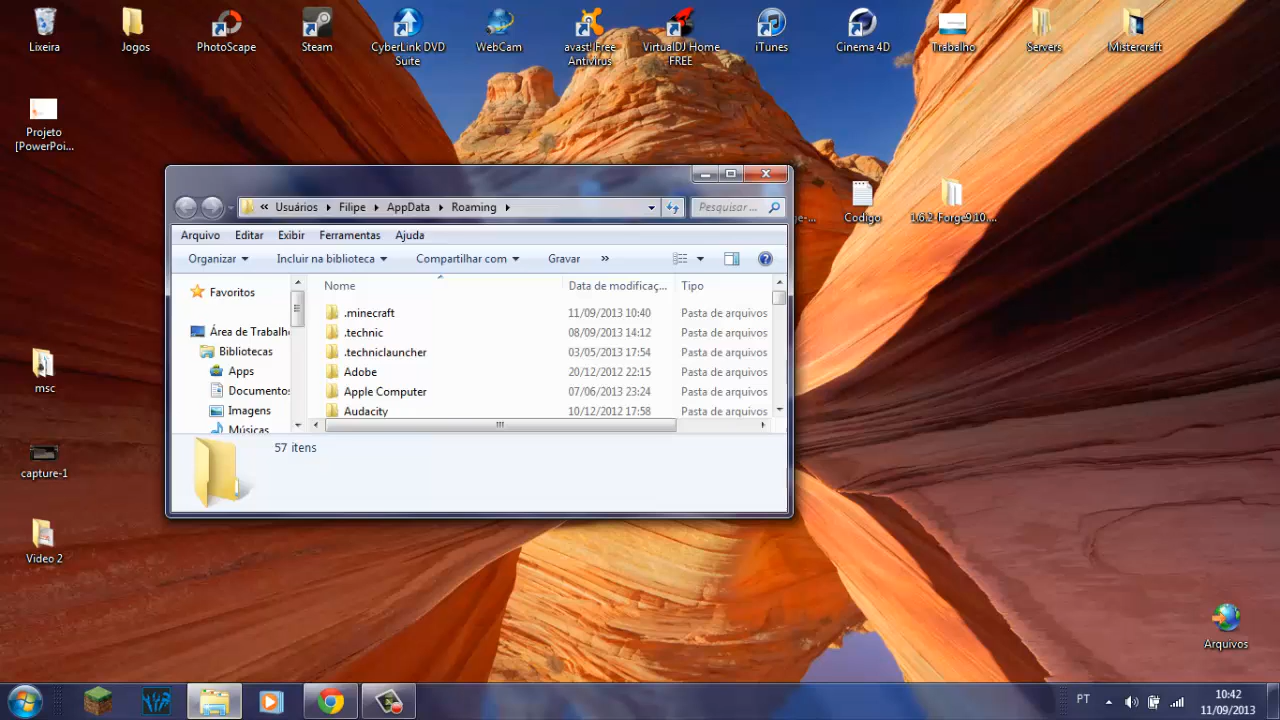 Lixeira
Jogos
PhotoScape
Steam
CyberLink DVD
Suite
WebCam
avast! Free
Antivirus
VirtualDJ Home
FREE
iTunes
Cinema 4D
Trabalho
Servers
Mistercraft
Projeto
[PowerPoi...
Codigo
1.6.2-Forge9.10....
« Usuários Filipe AppData Roaming
Pesquisar ...
Arquivo Editar Exibir Ferramentas Ajuda
Organizar Incluir na biblioteca Compartilhar com Gravar »
Favoritos
Área de Trabalh
Bibliotecas
Apps
Documentos
Imagens
Músicas
Nome Data de modificaç... Tipo
.minecraft 11/09/2013 10:40 Pasta de arquivos
.technic 08/09/2013 14:12 Pasta de arquivos
.techniclauncher 03/05/2013 17:54 Pasta de arquivos
Adobe 20/12/2012 22:15 Pasta de arquivos
Apple Computer 07/06/2013 23:24 Pasta de arquivos
Audacity 10/12/2012 17:58 Pasta de arquivos
57 itens
msc
capture-1
Video 2
Arquivos
PT
10:42
11/09/2013